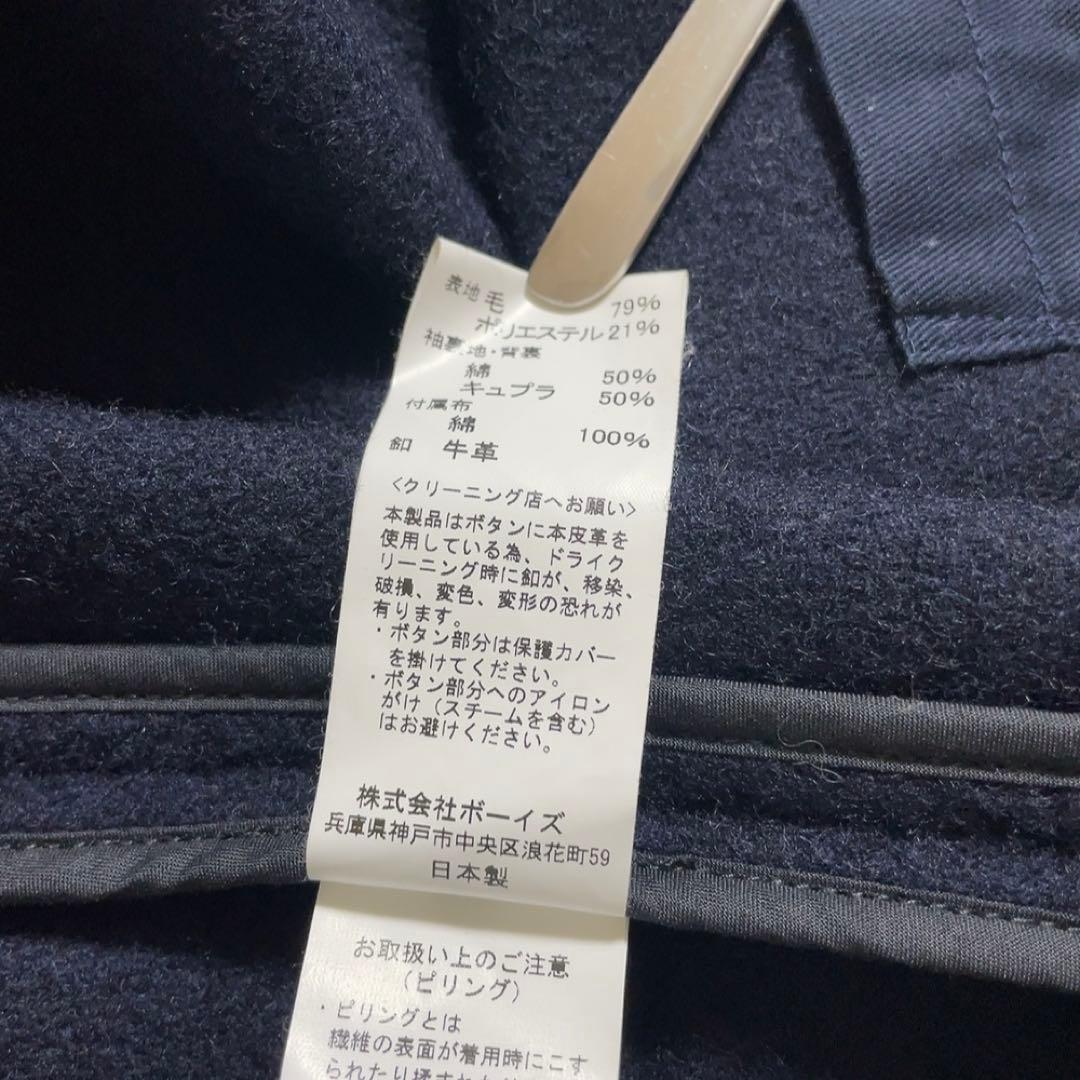 表地 毛 79%
ポリエステル 21%
袖裏地・背裏
綿 50%
キュプラ 50%
付属布
綿 100%
釦 牛革
<クリーニング店へお願い>
本製品はボタンに本皮革を
使用している為、ドライク
リーニング時に釦が、移染、
破損、変色、変形の恐れが
有ります。
・ボタン部分は保護カバー
を掛けてください。
・ボタン部分へのアイロン
がけ(スチームを含む)
はお避けください。
株式会社ボーイズ
兵庫県神戸市中央区浪花町59
日本製
お取扱い上のご注意
(ピリング)
・ピリングとは
繊維の表面が着用時にこす
られたり揉まれたり